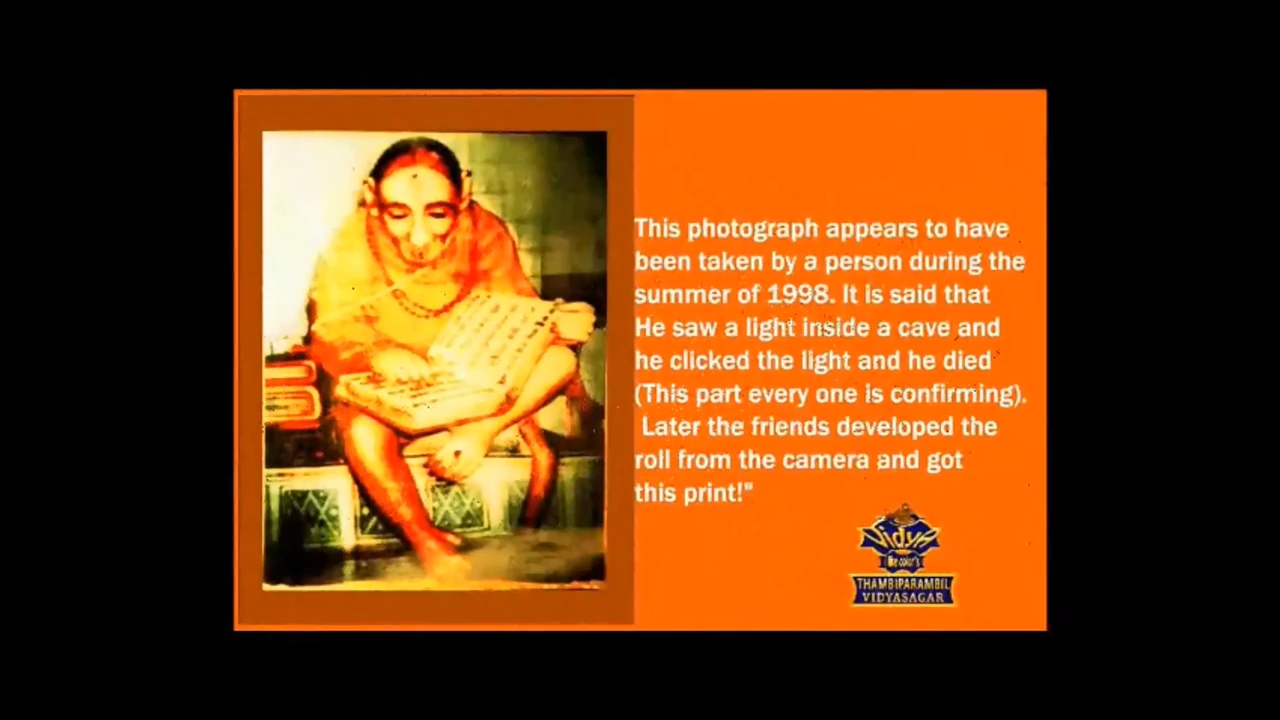 This photograph appears to have
been taken by a person during the
summer of 1998. It is said that
He saw a light inside a cave and
he clicked the light and he died
(This part every one is confirming).
Later the friends developed the
roll from the camera and got
this print!"
Vidya
THAMBIPARAMBIL
VIDYASAGAR